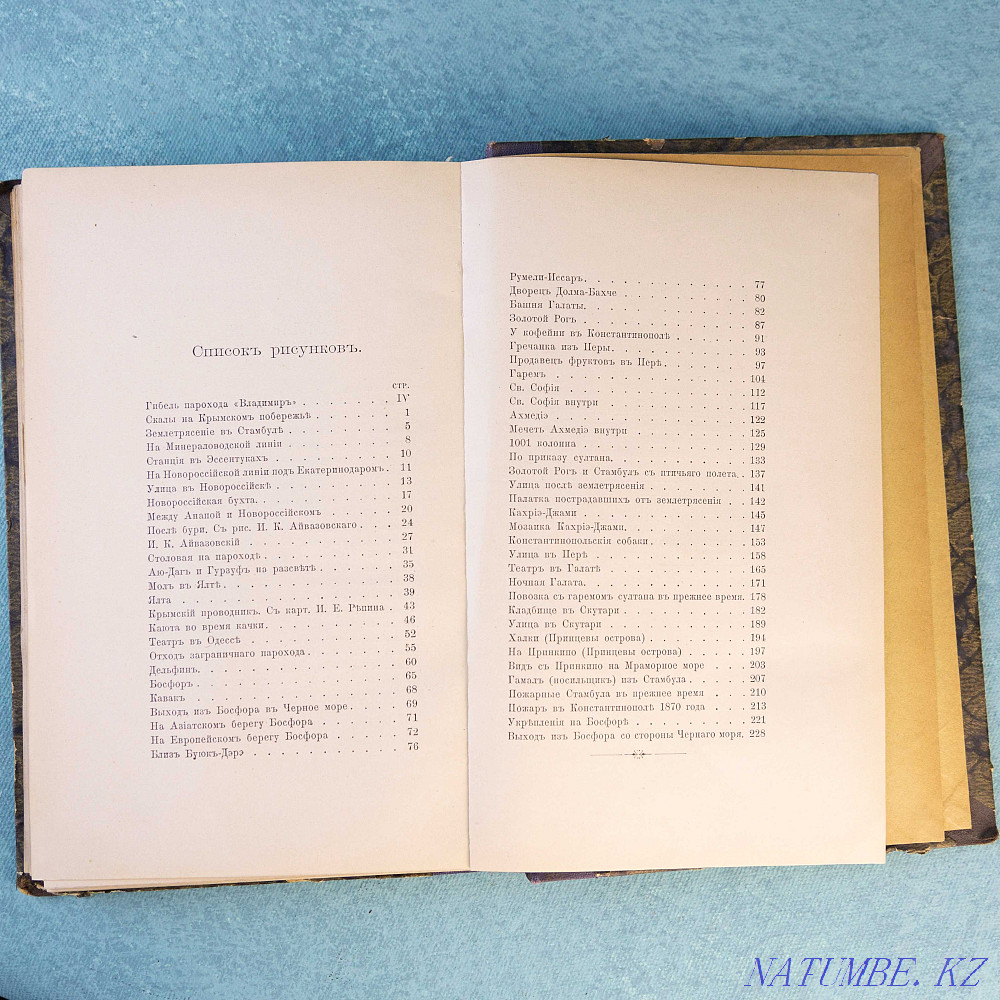 Списокъ рисунковъ.
стр.
Гибель парохода «Владимиръ» . . . . . . . . IV
Скалы на Крымскомъ побережьѣ . . . . . . . 1
Землетрясеніе въ Стамбулѣ . . . . . . . . . 5
На Минераловодской линіи . . . . . . . . . 8
Станція въ Эссентукахъ . . . . . . . . . . 10
На Новороссійской линіи подъ Екатеринодаромъ. 11
Улица въ Новороссійскѣ . . . . . . . . . . 13
Новороссійская бухта. . . . . . . . . . . . 17
Между Анапой и Новороссійскомъ . . . . . . 20
Послѣ бури. Съ рис. И. К. Айвазовскаго . . . 24
И. К. Айвазовскій . . . . . . . . . . . . . 27
Столовая на пароходѣ . . . . . . . . . . . 31
Аю-Дагъ и Гурзуфъ на разсвѣтѣ . . . . . . . 35
Молъ въ Ялтѣ. . . . . . . . . . . . . . . . 38
Ялта . . . . . . . . . . . . . . . . . . . 39
Крымскій проводникъ. Съ карт. И. Е. Рѣпина . 43
Каюта во время качки. . . . . . . . . . . . 46
Театръ въ Одессѣ . . . . . . . . . . . . . 52
Отходъ заграничнаго парохода . . . . . . . . 55
Дельфинъ. . . . . . . . . . . . . . . . . . 60
Босфоръ . . . . . . . . . . . . . . . . . . 65
Кавакъ . . . . . . . . . . . . . . . . . . 68
Выходъ изъ Босфора въ Черное море. . . . . . 69
На Азіатскомъ берегу Босфора . . . . . . . . 71
На Европейскомъ берегу Босфора . . . . . . . 72
Близъ Буюкъ-Дэрэ . . . . . . . . . . . . . 76
Румели-Иссаръ. . . . . . . . . . . . . . . 77
Дворецъ Долма-Бахче . . . . . . . . . . . . 80
Башня Галаты. . . . . . . . . . . . . . . . 82
Золотой Рогъ . . . . . . . . . . . . . . . 87
У кофейни въ Константинополѣ . . . . . . . . 91
Гречанка изъ Перы. . . . . . . . . . . . . . 93
Продавецъ фруктовъ въ Перѣ. . . . . . . . . 97
Гаремъ . . . . . . . . . . . . . . . . . . 104
Св. Софія . . . . . . . . . . . . . . . . . 112
Св. Софія внутри . . . . . . . . . . . . . . 117
Ахмедіэ . . . . . . . . . . . . . . . . . . 122
Мечеть Ахмедіэ внутри . . . . . . . . . . . 125
1001 колонна . . . . . . . . . . . . . . . 129
По приказу султана. . . . . . . . . . . . . 133
Золотой Рогъ и Стамбулъ съ птичьяго полета. 137
Улица послѣ землетрясенія . . . . . . . . . 141
Палатка пострадавшихъ отъ землетрясенія . . 142
Кахріэ-Джами . . . . . . . . . . . . . . . 145
Мозаика Кахріэ-Джами. . . . . . . . . . . . 147
Константинопольскія собаки. . . . . . . . . 153
Улица въ Перѣ . . . . . . . . . . . . . . . 158
Театръ въ Галатѣ . . . . . . . . . . . . . 165
Ночная Галата. . . . . . . . . . . . . . . 171
Повозка съ гаремомъ султана въ прежнее время. 178
Кладбище въ Скутари . . . . . . . . . . . . 182
Улица въ Скутари . . . . . . . . . . . . . 189
Халки (Принцевы острова) . . . . . . . . . . 194
На Принкипо (Принцевы острова) . . . . . . . 197
Видъ съ Принкипо на Мраморное море . . . 203
Гамалъ (носильщикъ) изъ Стамбула . . . . . 207
Пожарные Стамбула въ прежнее время . . . 210
Пожаръ въ Константинополѣ 1870 года . . . 213
Укрѣпленія на Босфорѣ . . . . . . . . . . . 221
Выходъ изъ Босфора со стороны Чернаго моря. 228
NATUMBE. KZ